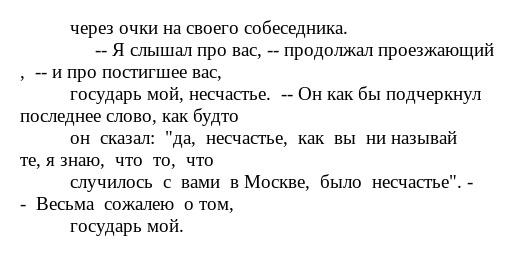 через очки на своего собеседника.
-- Я слышал про вас, -- продолжал проезжающий
, -- и про постигшее вас,
государь мой, несчастье. -- Он как бы подчеркнул
последнее слово, как будто
он сказал: "да, несчастье, как вы ни называй
те, я знаю, что то, что
случилось с вами в Москве, было несчастье". -
- Весьма сожалею о том,
государь мой.